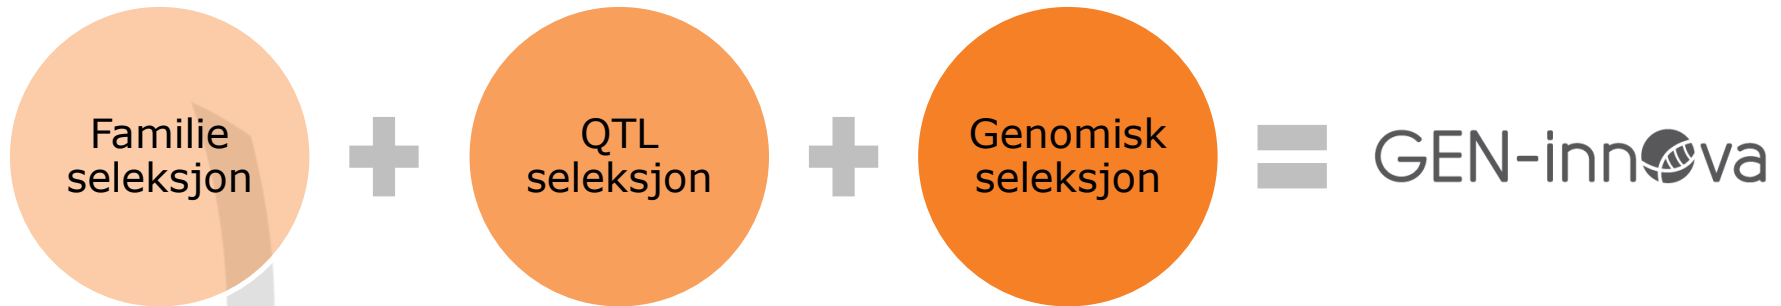 Familie
seleksjon
QTL
seleksjon
Genomisk
seleksjon
GEN-innova